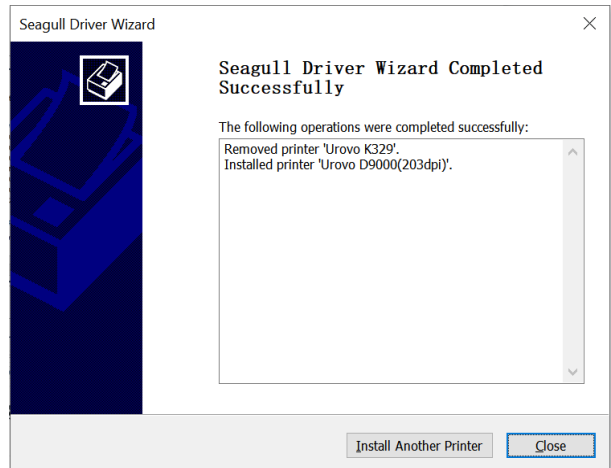 Seagull Driver Wizard
Seagull Driver Wizard Completed
Successfully
The following operations were completed successfully:
Removed printer 'Urovo K329'.
Installed printer 'Urovo D9000(203dpi)'.
Install Another Printer
Close